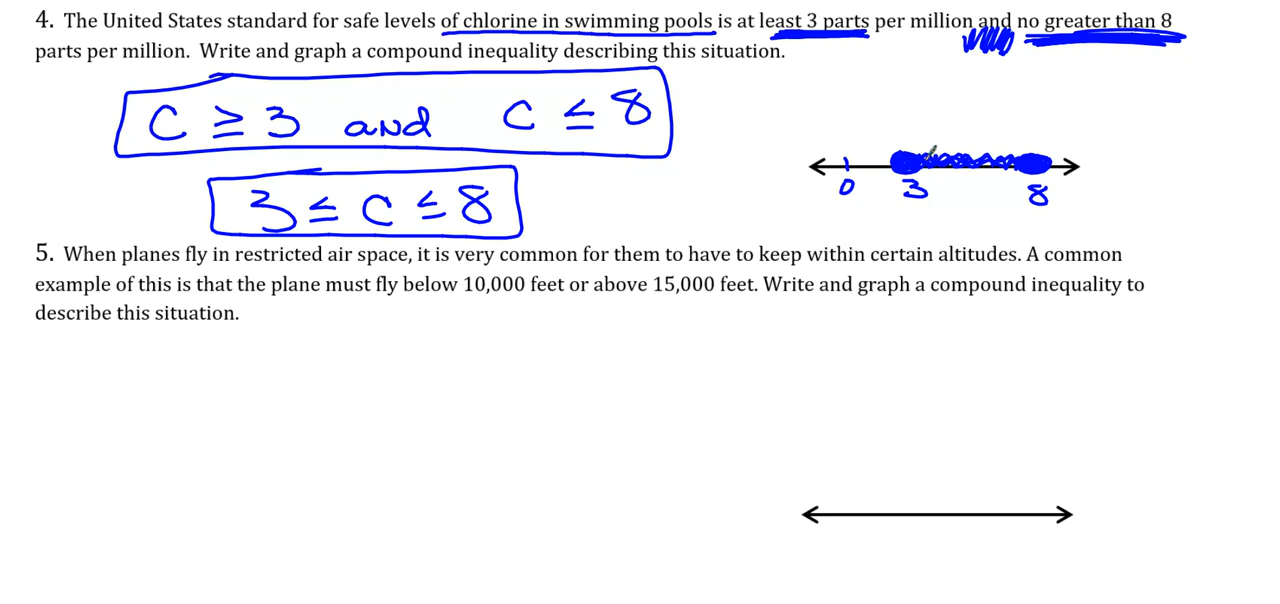 4. The United States standard for safe levels of chlorine in swimming pools is at least 3 parts per million and no greater than 8
parts per million. Write and graph a compound inequality describing this situation.
C ≥ 3 and C ≤ 8
0 3 8
3 ≤ C ≤ 8
5. When planes fly in restricted air space, it is very common for them to have to keep within certain altitudes. A common
example of this is that the plane must fly below 10,000 feet or above 15,000 feet. Write and graph a compound inequality to
describe this situation.